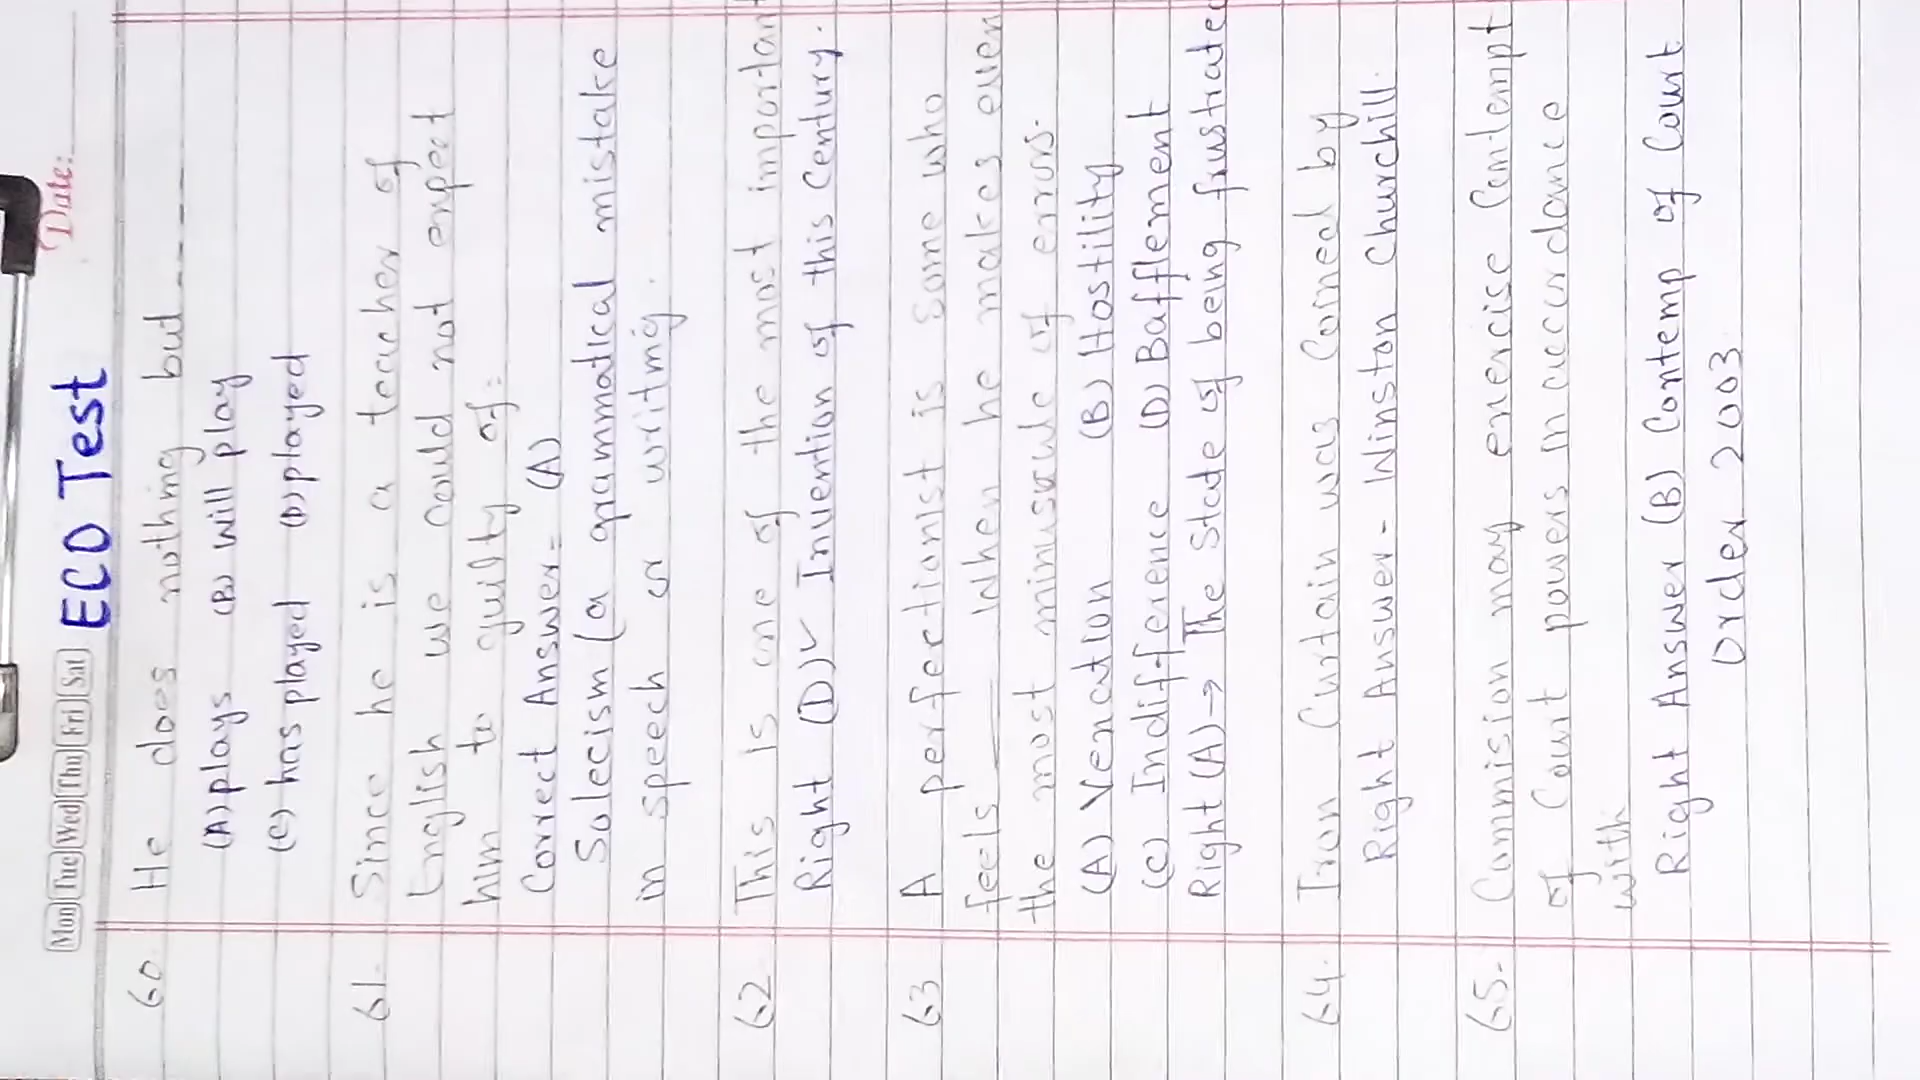 Mon Tue Wed Thu Fri Sat
Date:
ECO Test
60. He does nothing but
(A) plays (B) will play
(C) has played (D) played
61. Since he is a teacher of
English we could not expect
him to guilty of:
Correct Answer = (A)
Solecism (a grammatical mistake
in speech or writing.
62 This is one of the most important
Right (D) ✓ Invention of this Century.
63 A perfectionist is some who
feels ____ when he makes even
the most minuscule of errors.
(A) Vexation (B) Hostility
(C) Indifference (D) Bafflement
Right (A) → The State of being frustrated
64. Iron Curtain was Coined by
Right Answer - Winston Churchill.
65. Commision may exercise Contempt
of Court powers in accordance
with
Right Answer (B) Contemp of Court
Order 2003